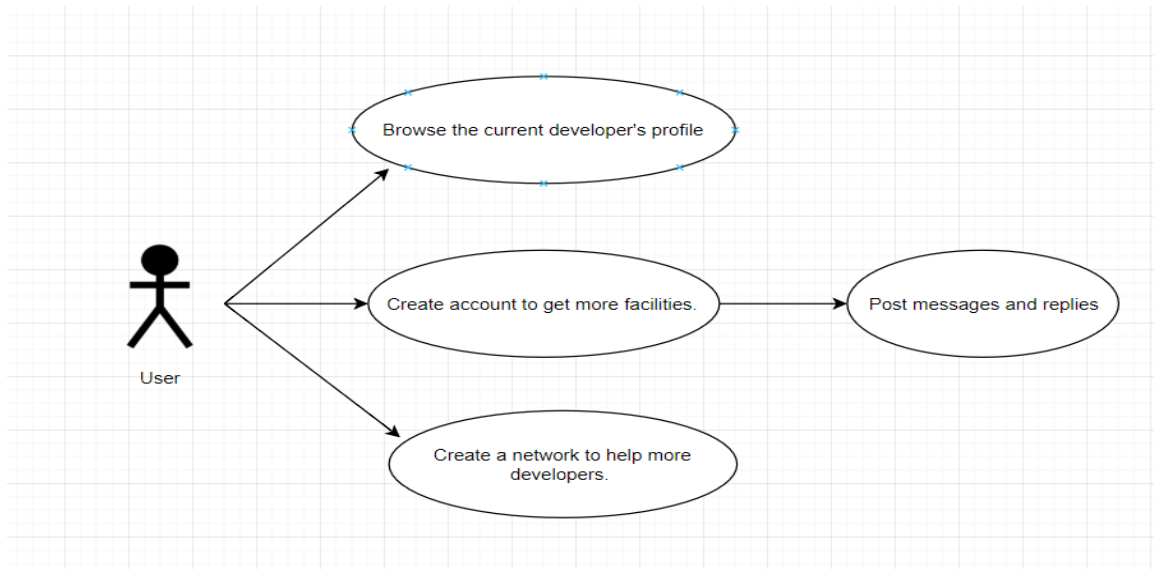 Browse the current developer's profile
Create account to get more facilities.
Post messages and replies
User
Create a network to help more
developers.